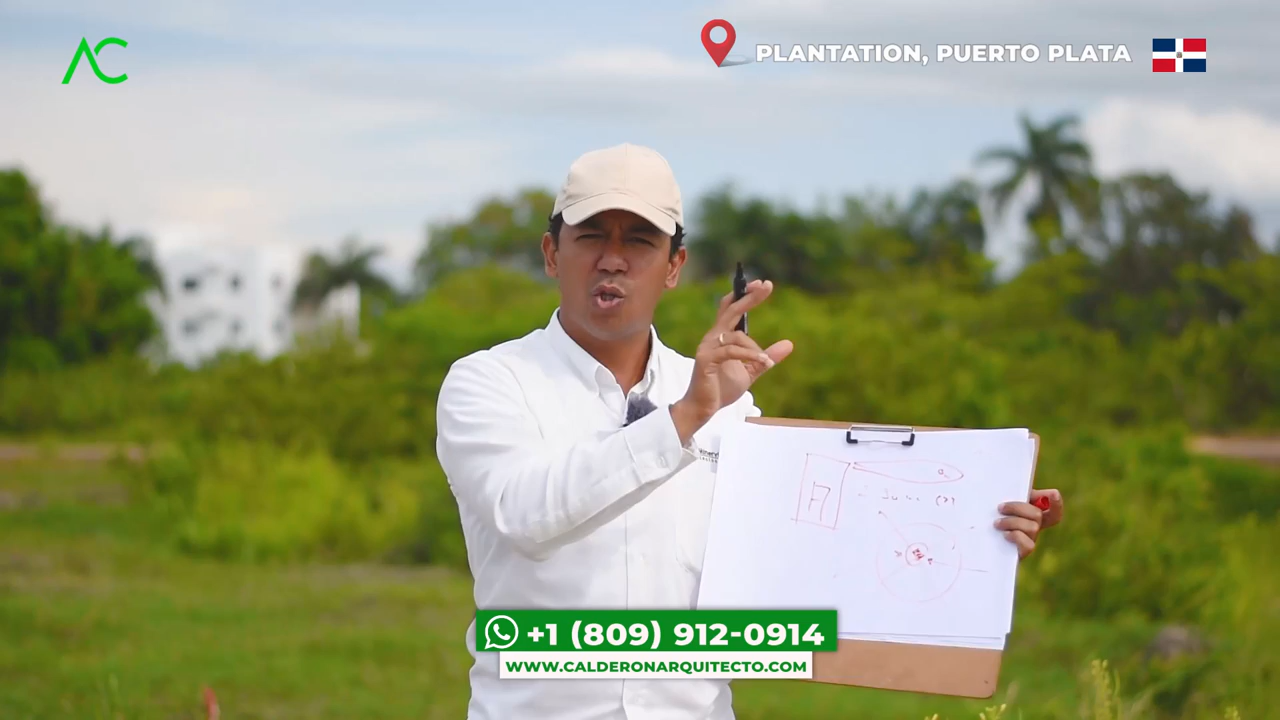 AC
PLANTATION, PUERTO PLATA
+1 (809) 912-0914
WWW.CALDERONARQUITECTO.COM